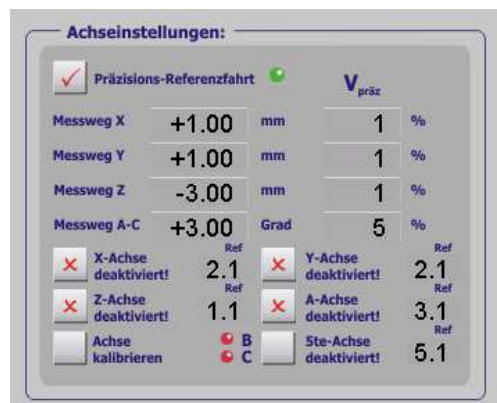 Achseinstellungen:
Präzisions-Referenzfahrt
Vpräz
Messweg X +1.00 mm 1 %
Messweg Y +1.00 mm 1 %
Messweg Z -3.00 mm 1 %
Messweg A-C +3.00 Grad 5 %
X-Achse deaktiviert! Ref 2.1 Y-Achse deaktiviert! Ref 2.1
Z-Achse deaktiviert! Ref 1.1 A-Achse deaktiviert! Ref 3.1
Achse kalibrieren B C 5te-Achse deaktiviert! Ref 5.1